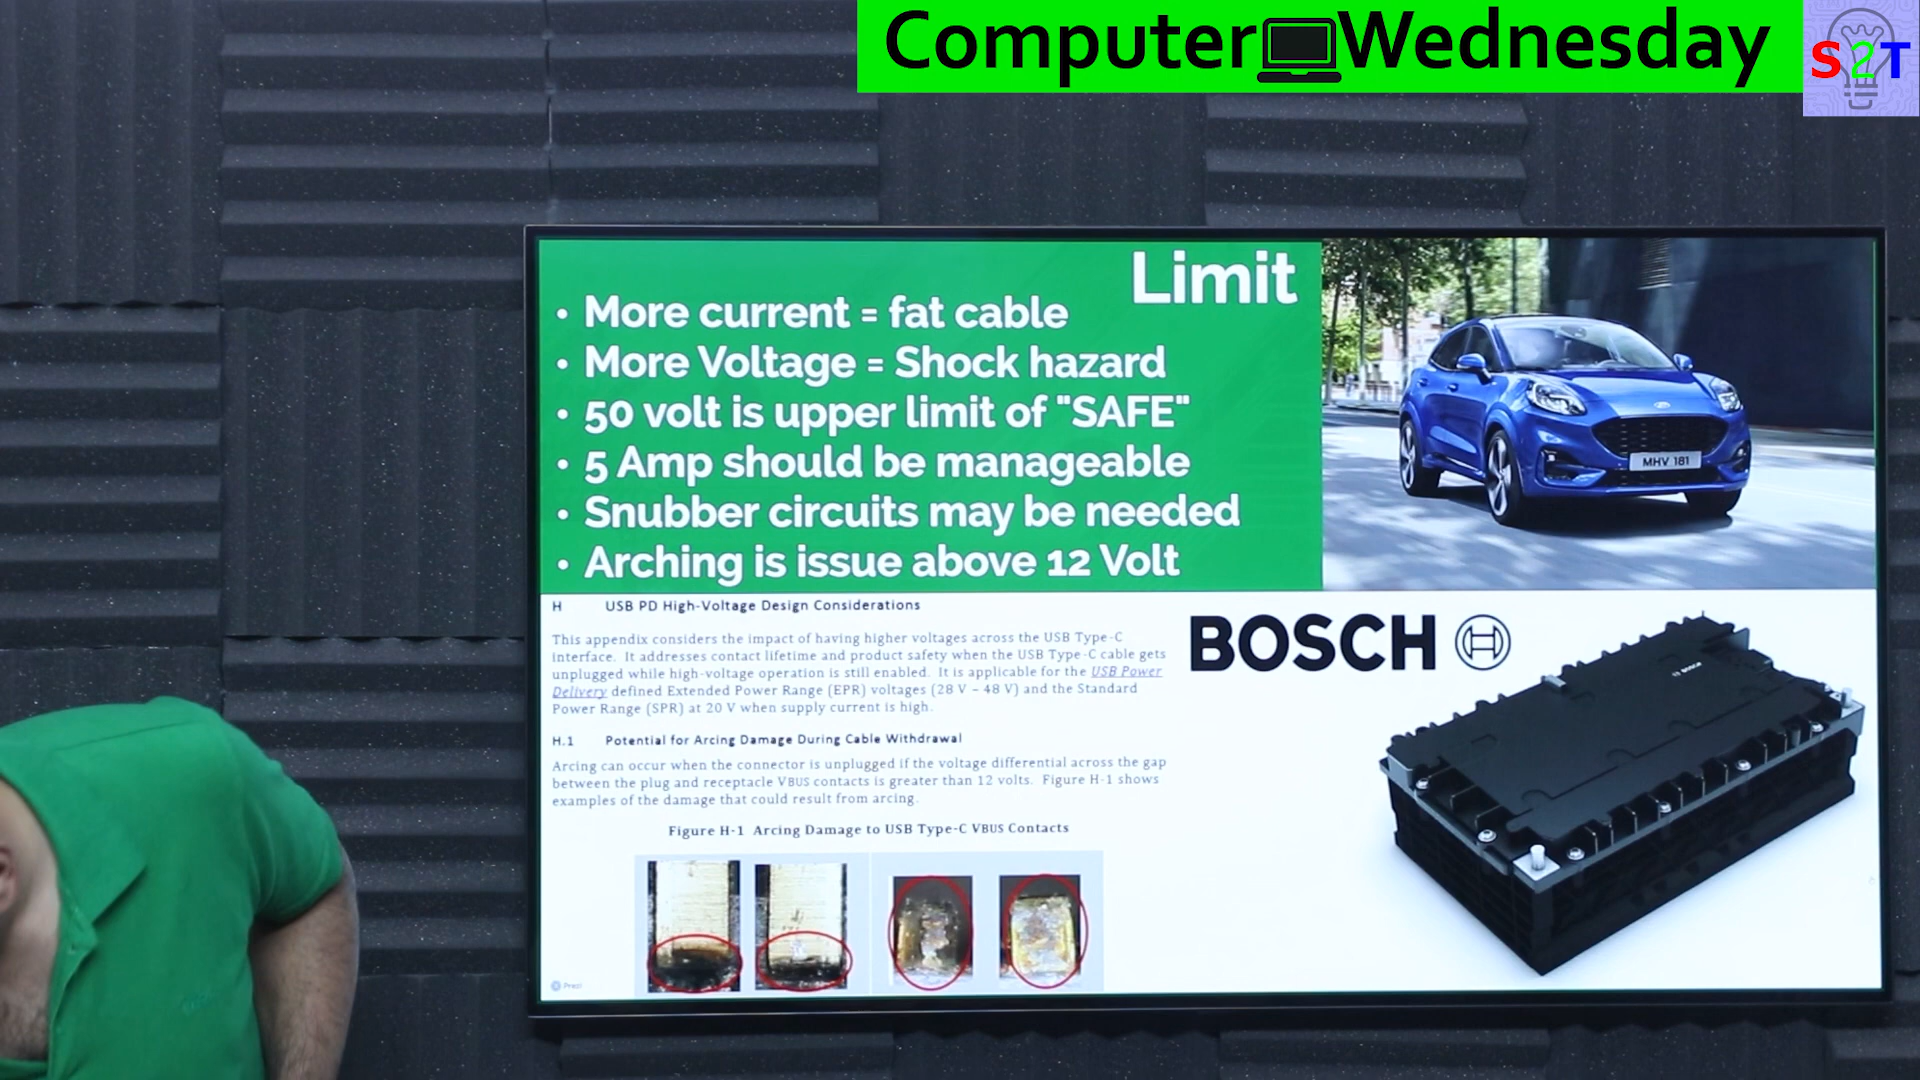 Computer Wednesday
S2T
Limit
• More current = fat cable
• More Voltage = Shock hazard
• 50 volt is upper limit of "SAFE"
• 5 Amp should be manageable
• Snubber circuits may be needed
• Arching is issue above 12 Volt
MHV 181
H USB PD High-Voltage Design Considerations
This appendix considers the impact of having higher voltages across the USB Type-C
interface. It addresses contact lifetime and product safety when the USB Type-C cable gets
unplugged while high-voltage operation is still enabled. It is applicable for the USB Power
Delivery defined Extended Power Range (EPR) voltages (28 V – 48 V) and the Standard
Power Range (SPR) at 20 V when supply current is high.
H.1 Potential for Arcing Damage During Cable Withdrawal
Arcing can occur when the connector is unplugged if the voltage differential across the gap
between the plug and receptacle VBUS contacts is greater than 12 volts. Figure H-1 shows
examples of the damage that could result from arcing.
Figure H-1 Arcing Damage to USB Type-C VBUS Contacts
Prezi
BOSCH
BOSCH